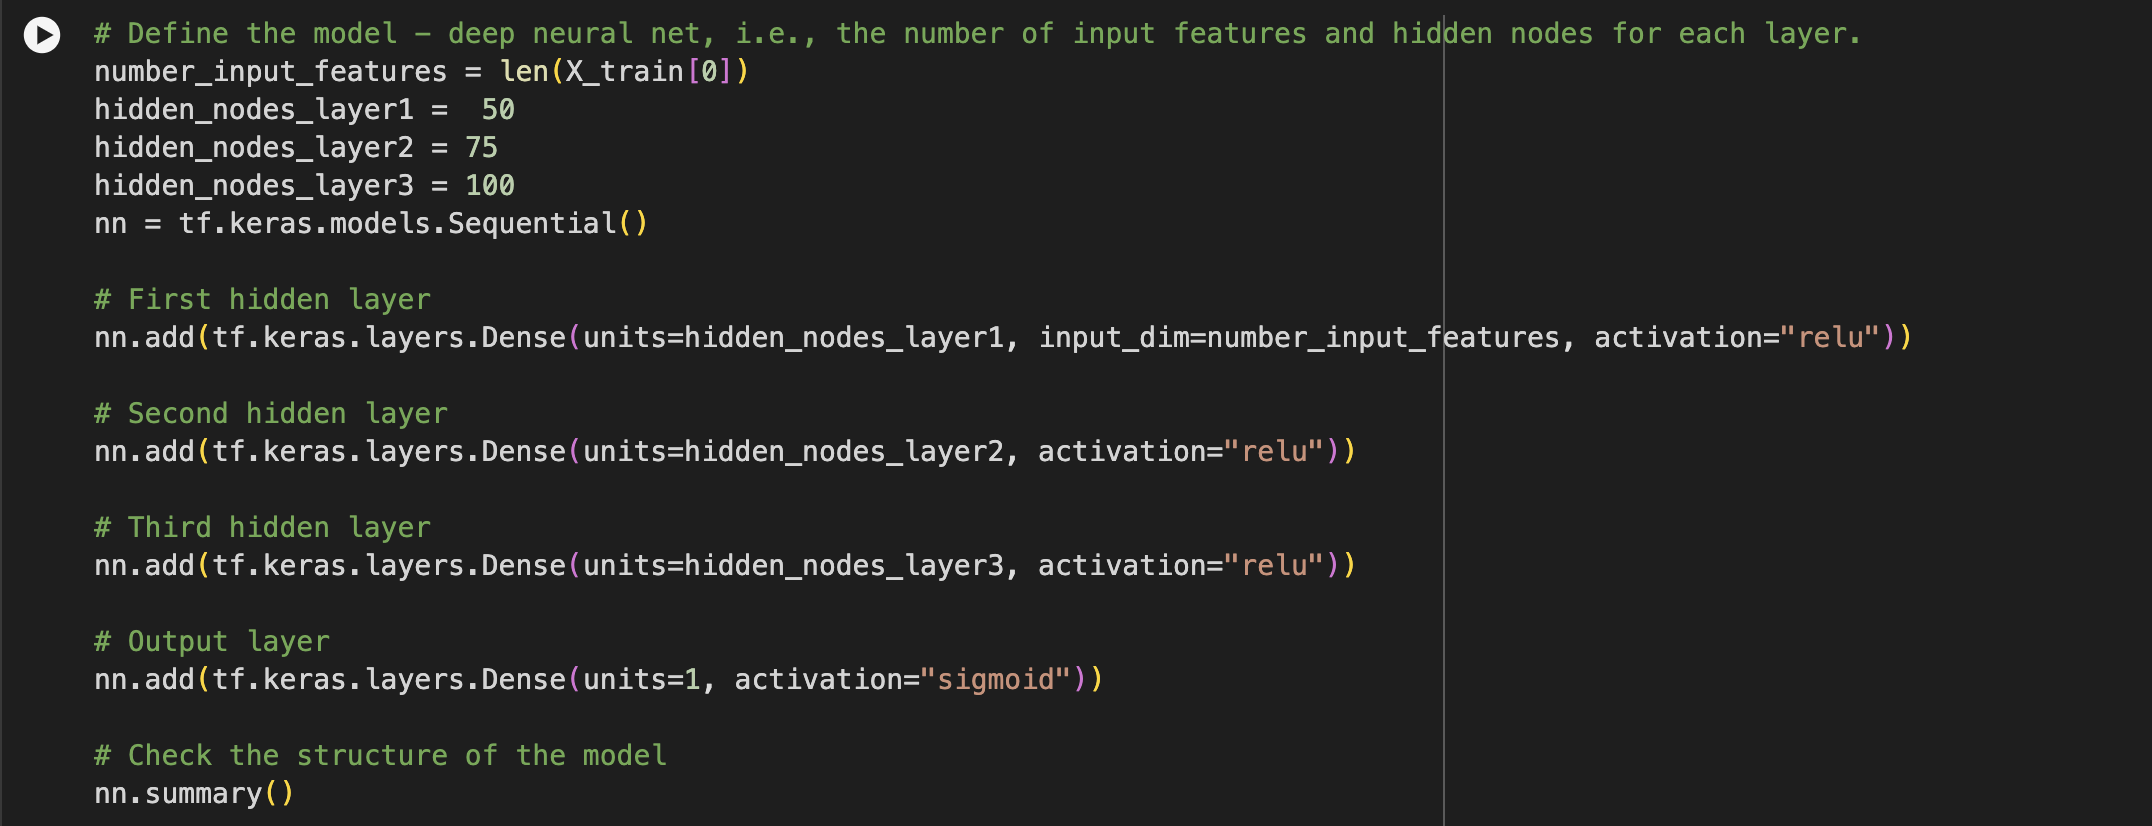 # Define the model – deep neural net, i.e., the number of input features and hidden nodes for each layer.
number_input_features = len(X_train[0])
hidden_nodes_layer1 =  50
hidden_nodes_layer2 = 75
hidden_nodes_layer3 = 100
nn = tf.keras.models.Sequential()
# First hidden layer
nn.add(tf.keras.layers.Dense(units=hidden_nodes_layer1, input_dim=number_input_features, activation="relu"))
# Second hidden layer
nn.add(tf.keras.layers.Dense(units=hidden_nodes_layer2, activation="relu"))
# Third hidden layer
nn.add(tf.keras.layers.Dense(units=hidden_nodes_layer3, activation="relu"))
# Output layer
nn.add(tf.keras.layers.Dense(units=1, activation="sigmoid"))
# Check the structure of the model
nn.summary()